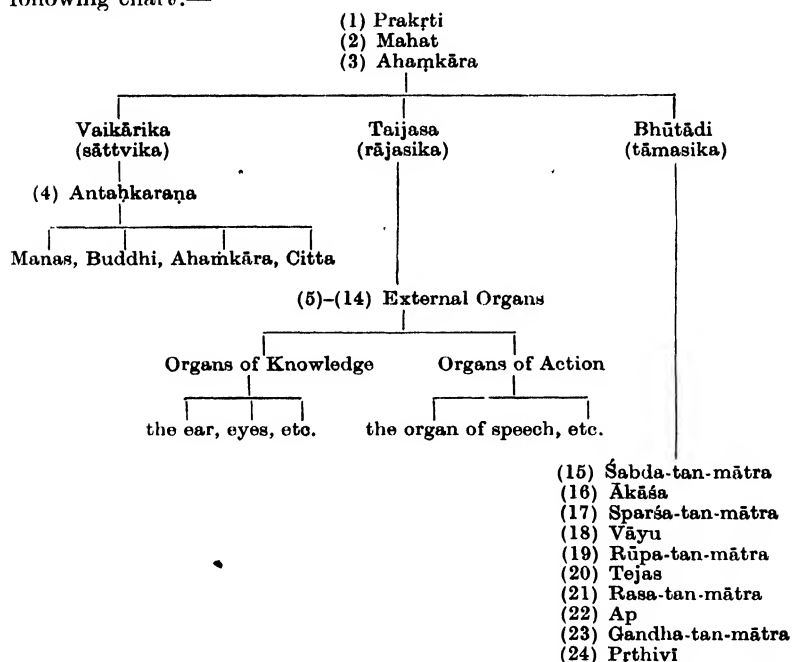 following chart:—
(1) Prakṛti
(2) Mahat
(3) Ahaṃkāra
Vaikārika Taijasa Bhūtādi
(sāttvika) (rājasika) (tāmasika)
(4) Antaḥkaraṇa
Manas, Buddhi, Ahaṁkāra, Citta
(5)–(14) External Organs
Organs of Knowledge Organs of Action
the ear, eyes, etc. the organ of speech, etc.
(15) Śabda-tan-mātra
(16) Ākāśa
(17) Sparśa-tan-mātra
(18) Vāyu
(19) Rūpa-tan-mātra
(20) Tejas
(21) Rasa-tan-mātra
(22) Ap
(23) Gandha-tan-mātra
(24) Pṛthivī